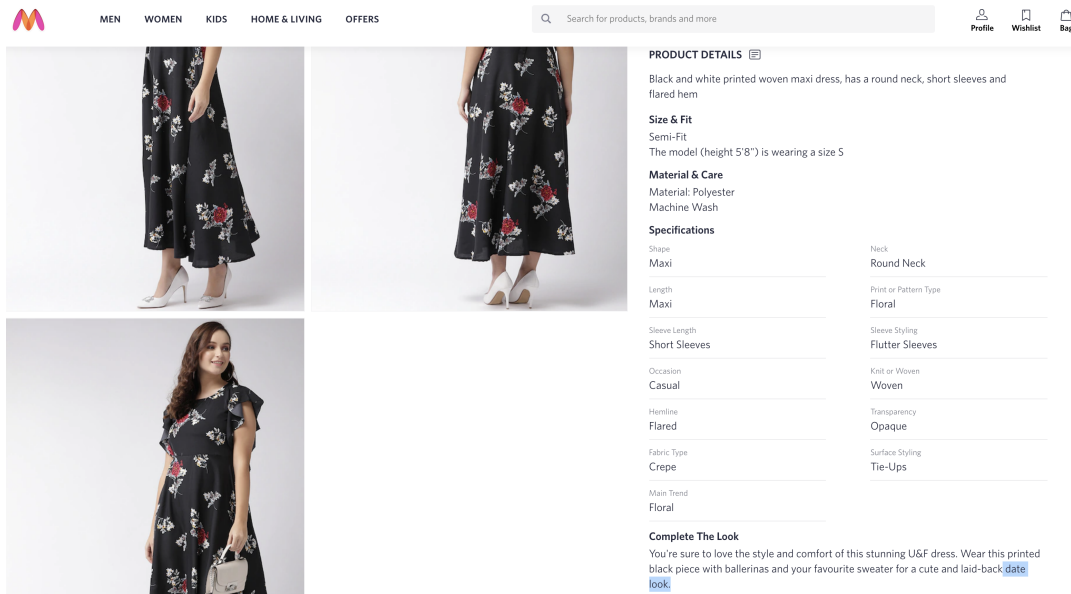 MEN WOMEN KIDS HOME & LIVING OFFERS
Search for products, brands and more
Profile Wishlist Bag
PRODUCT DETAILS
Black and white printed woven maxi dress, has a round neck, short sleeves and
flared hem
Size & Fit
Semi-Fit
The model (height 5'8") is wearing a size S
Material & Care
Material: Polyester
Machine Wash
Specifications
Shape
Maxi
Neck
Round Neck
Length
Maxi
Print or Pattern Type
Floral
Sleeve Length
Short Sleeves
Sleeve Styling
Flutter Sleeves
Occasion
Casual
Knit or Woven
Woven
Hemline
Flared
Transparency
Opaque
Fabric Type
Crepe
Surface Styling
Tie-Ups
Main Trend
Floral
Complete The Look
You're sure to love the style and comfort of this stunning U&F dress. Wear this printed
black piece with ballerinas and your favourite sweater for a cute and laid-back date
look.